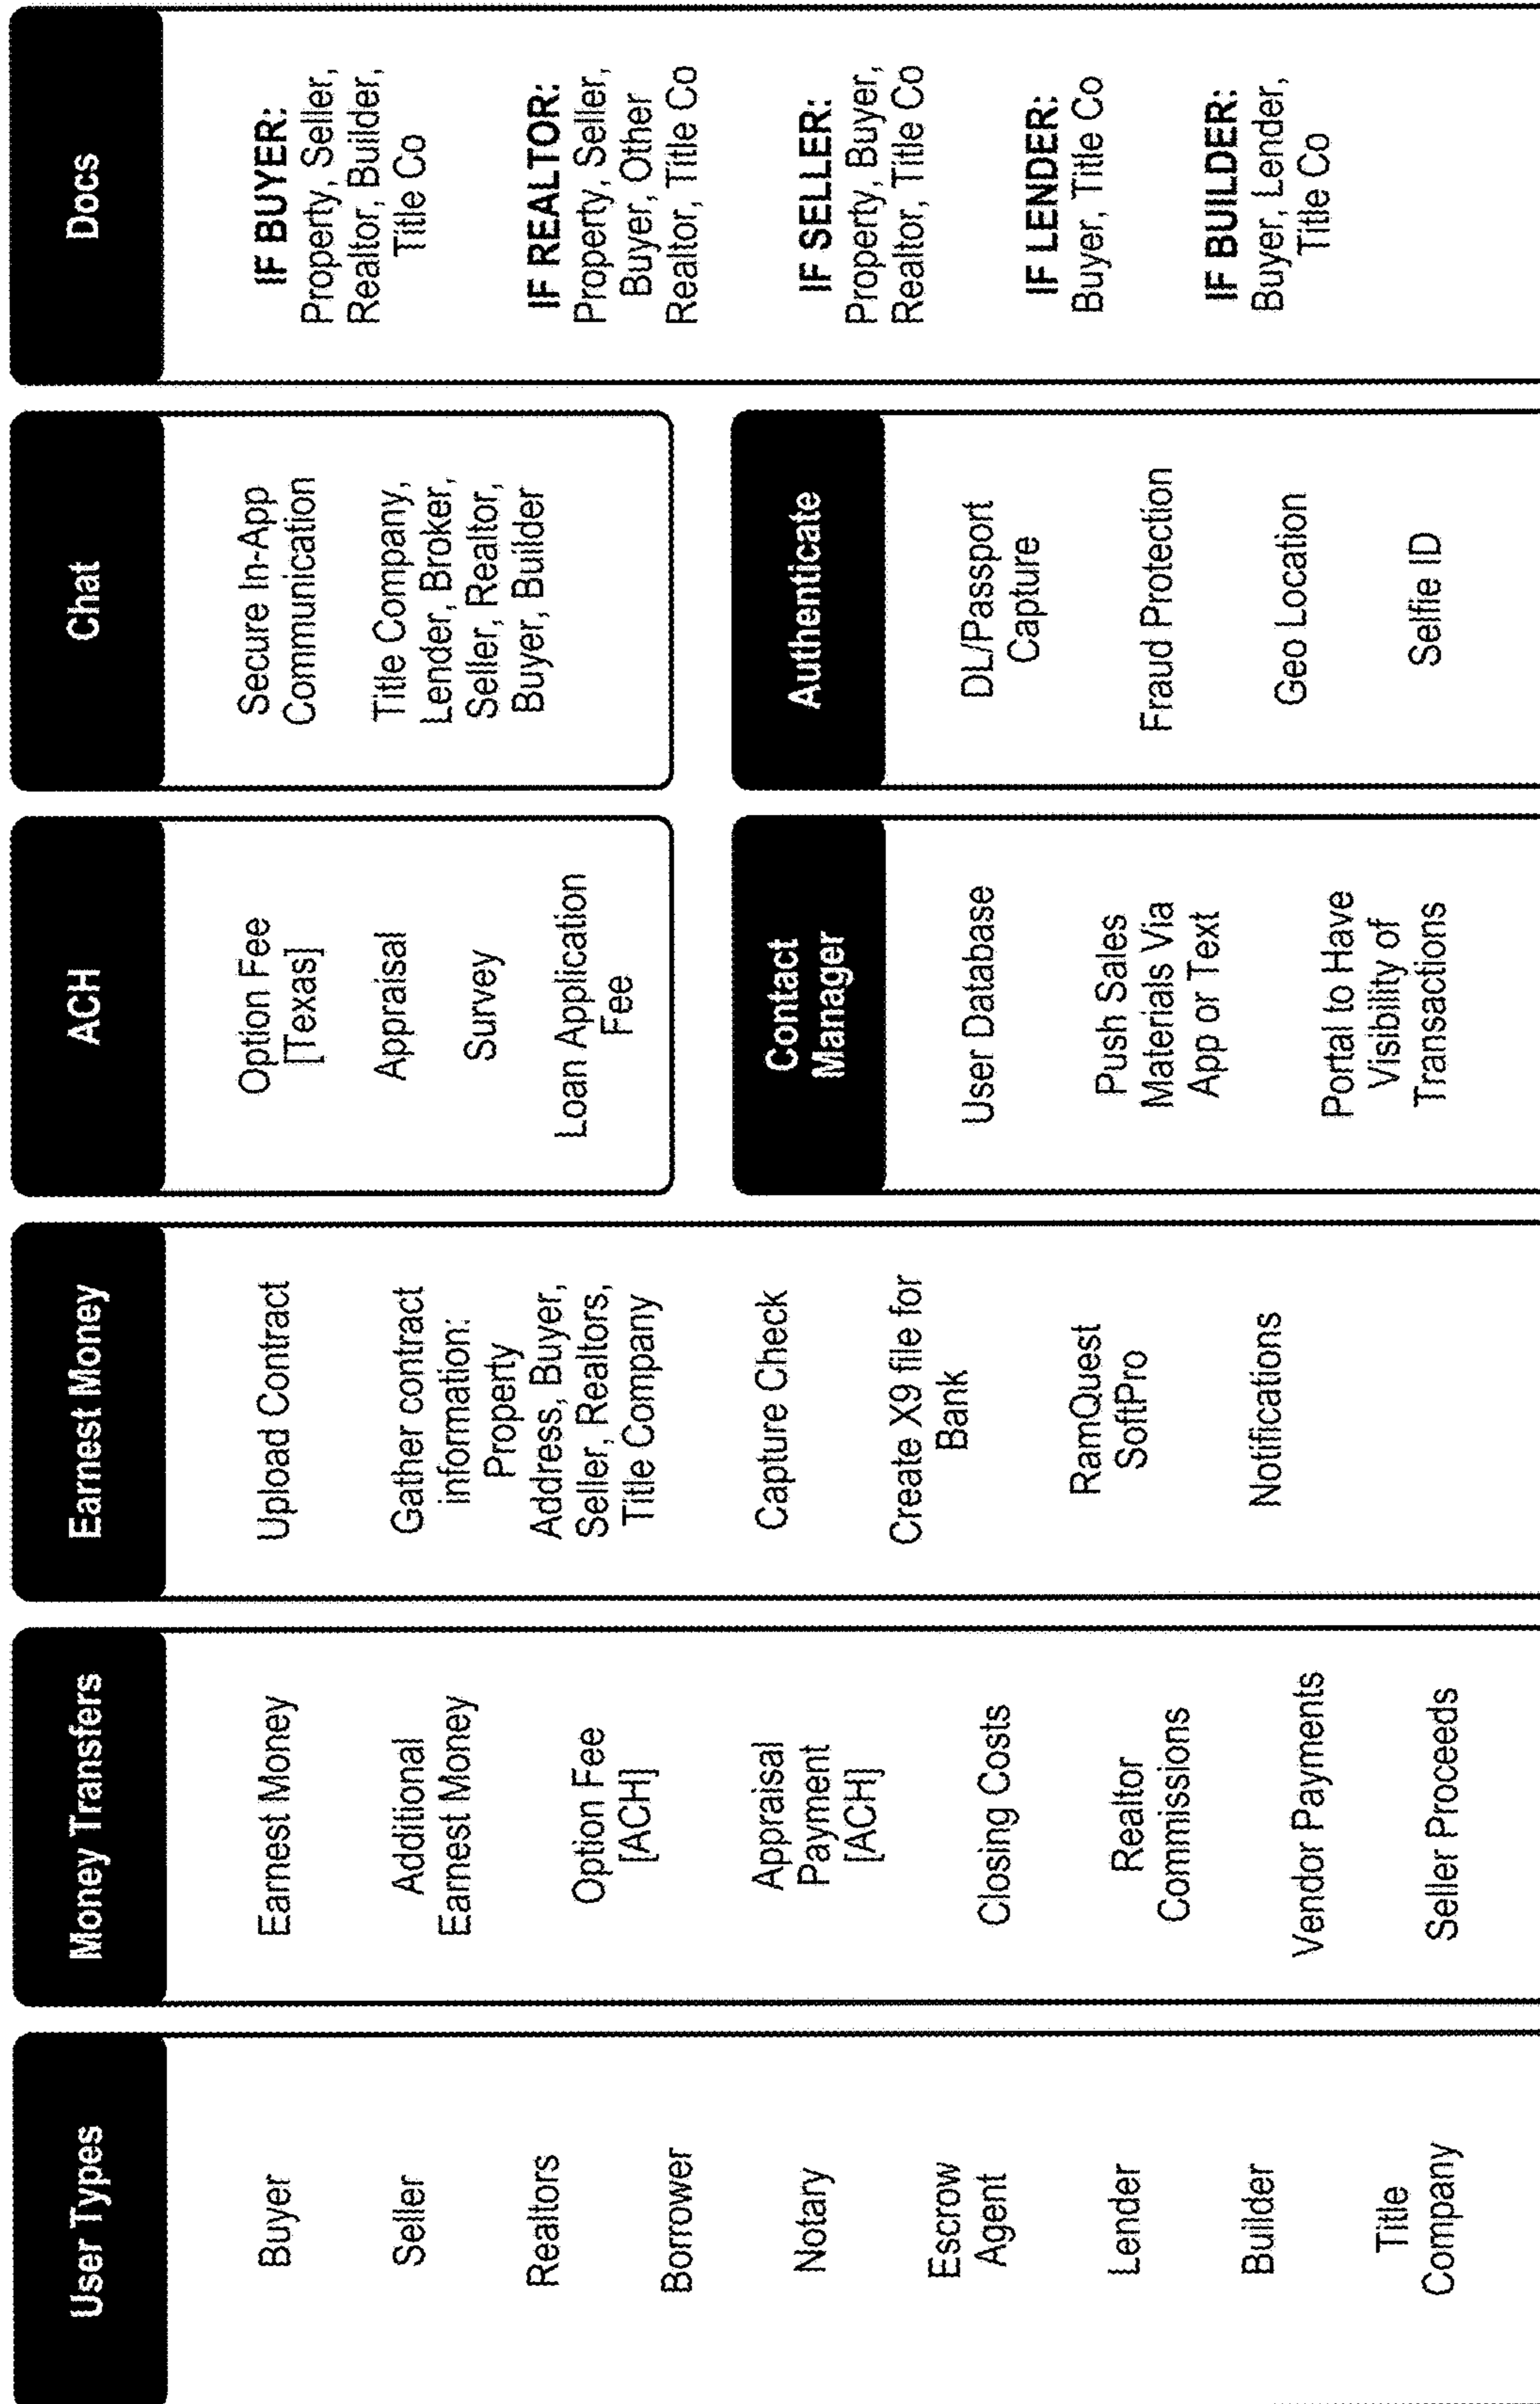 User Types
Buyer
Seller
Realtors
Borrower
Notary
Escrow
Agent
Lender
Builder
Title
Company
Money Transfers
Earnest Money
Additional
Earnest Money
Option Fee
[ACH]
Appraisal
Payment
[ACH]
Closing Costs
Realtor
Commissions
Vendor Payments
Seller Proceeds
Earnest Money
Upload Contract
Gather contract
information:
Property
Address, Buyer,
Seller, Realtors,
Title Company
Capture Check
Create X9 file for
Bank
RamQuest
SoftPro
Notifications
ACH
Option Fee
[Texas]
Appraisal
Survey
Loan Application
Fee
Contact
Manager
User Database
Push Sales
Materials Via
App or Text
Portal to Have
Visibility of
Transactions
Chat
Secure In-App
Communication
Title Company,
Lender, Broker,
Seller, Realtor,
Buyer, Builder
Authenticate
DL/Passport
Capture
Fraud Protection
Geo Location
Selfie ID
Docs
IF BUYER:
Property, Seller,
Realtor, Builder,
Title Co
IF REALTOR:
Property, Seller,
Buyer, Other
Realtor, Title Co
IF SELLER:
Property, Buyer,
Realtor, Title Co
IF LENDER:
Buyer, Title Co
IF BUILDER:
Buyer, Lender,
Title Co